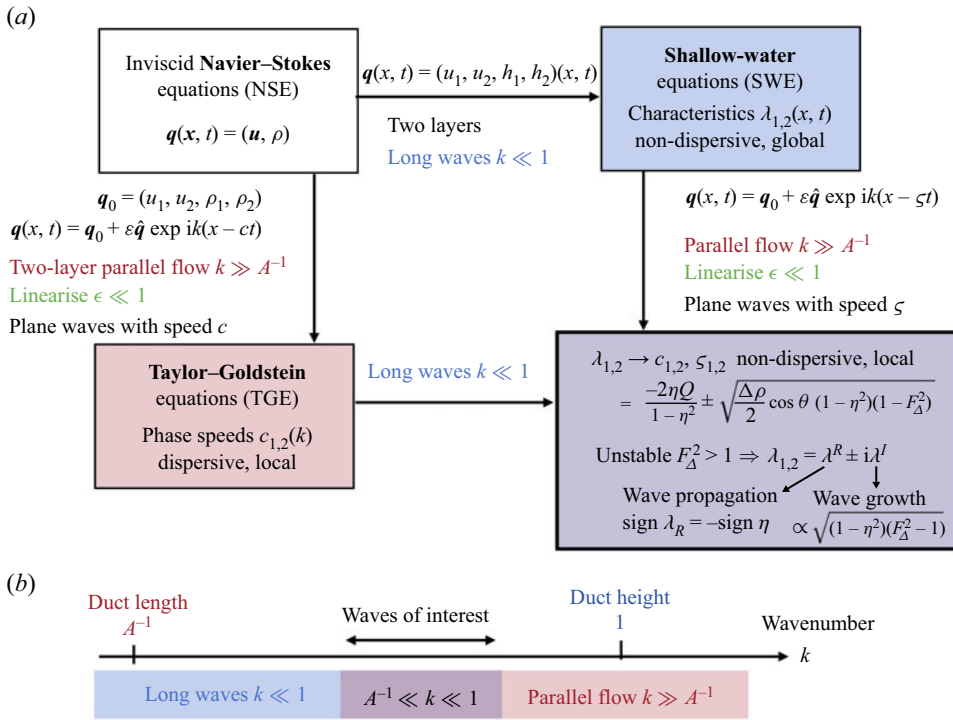 (a)
Inviscid Navier–Stokes
equations (NSE)
q(x, t) = (u, ρ)
q(x, t) = (u₁, u₂, h₁, h₂)(x, t)
Two layers
Long waves k ≪ 1
Shallow-water
equations (SWE)
Characteristics λ₁,₂(x, t)
non-dispersive, global
q₀ = (u₁, u₂, ρ₁, ρ₂)
q(x, t) = q₀ + εq̂ exp ik(x – ct)
Two-layer parallel flow k ≫ A⁻¹
Linearise ϵ ≪ 1
Plane waves with speed c
q(x, t) = q₀ + εq̂ exp ik(x – ςt)
Parallel flow k ≫ A⁻¹
Linearise ϵ ≪ 1
Plane waves with speed ς
Taylor–Goldstein
equations (TGE)
Phase speeds c₁,₂(k)
dispersive, local
Long waves k ≪ 1
λ₁,₂ → c₁,₂, ς₁,₂ non-dispersive, local
= \frac{-2ηQ}{1 – η²} ± \sqrt{\frac{Δρ}{2} cos θ (1 – η²)(1 – F_Δ²)}
Unstable F_Δ² > 1 ⇒ λ₁,₂ = λ^R ± iλ^I
Wave propagation
sign λ_R = –sign η
Wave growth
∝ \sqrt{(1 – η²)(F_Δ² – 1)}
(b)
Duct length
A⁻¹
Waves of interest
Duct height
1
Wavenumber
k
Long waves k ≪ 1
A⁻¹ ≪ k ≪ 1
Parallel flow k ≫ A⁻¹